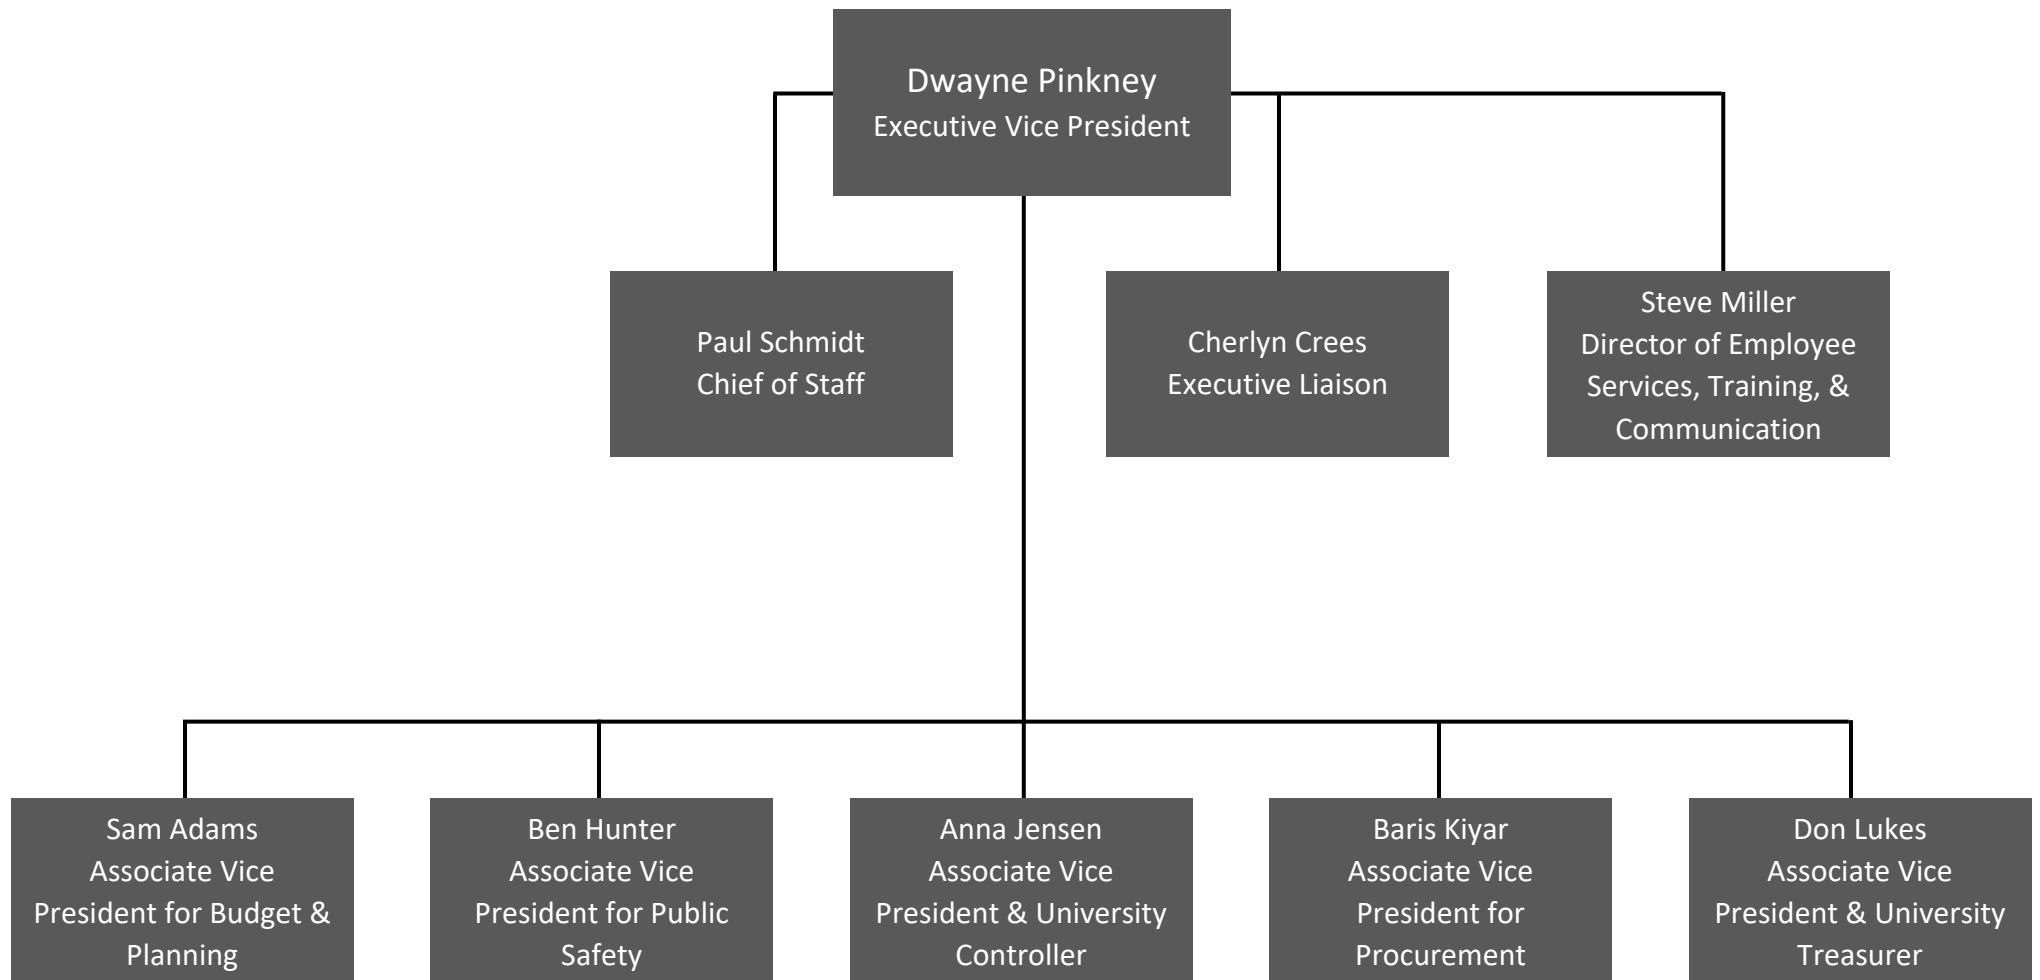 Dwayne Pinkney
Executive Vice President
Paul Schmidt
Chief of Staff
Cherlyn Crees
Executive Liaison
Steve Miller
Director of Employee
Services, Training, &
Communication
Sam Adams
Associate Vice
President for Budget &
Planning
Ben Hunter
Associate Vice
President for Public
Safety
Anna Jensen
Associate Vice
President & University
Controller
Baris Kiyar
Associate Vice
President for
Procurement
Don Lukes
Associate Vice
President & University
Treasurer